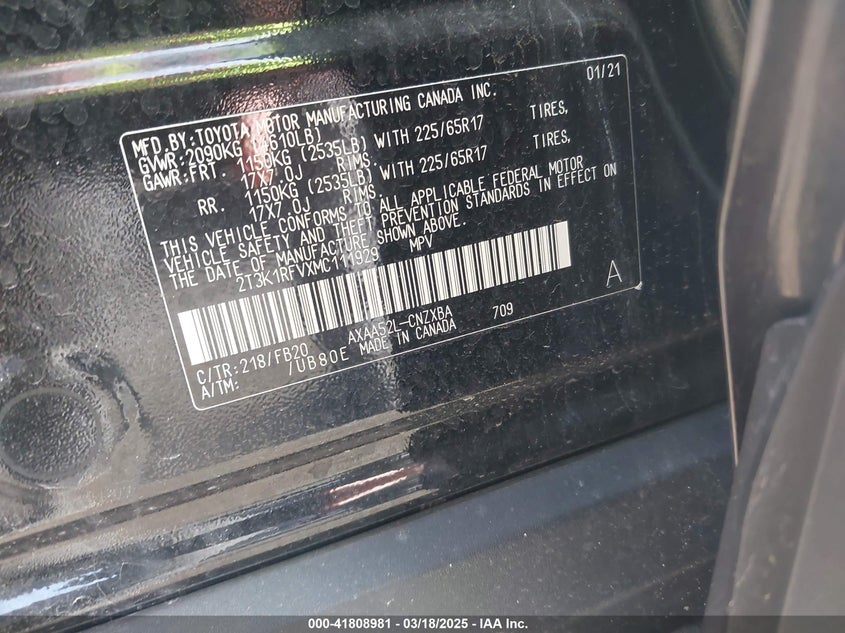 MFD.BY:TOYOTA MOTOR MANUFACTURING CANADA INC. 01/21
GVWR:2090KG (4610LB)
GAWR:FRT. 1150KG (2535LB) WITH 225/65R17 TIRES,
17X7.0J RIMS.
RR. 1150KG (2535LB) WITH 225/65R17 TIRES,
17X7.0J RIMS.
THIS VEHICLE CONFORMS TO ALL APPLICABLE FEDERAL MOTOR
VEHICLE SAFETY AND THEFT PREVENTION STANDARDS IN EFFECT ON
THE DATE OF MANUFACTURE SHOWN ABOVE.
2T3K1RFVXMC111929 MPV
A
C/TR:218/FB20 AXAA52L-CNZXBA 709
A/TM: /UB80E MADE IN CANADA
000-41808981 - 03/18/2025 - IAA Inc.